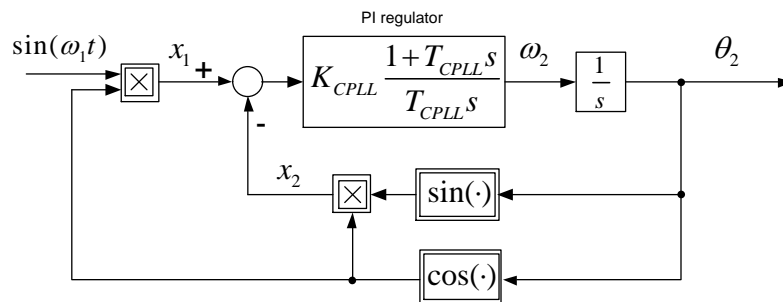 PI regulator
sin(ω₁t)
x₁
+
K_CPLL (1+T_CPLL s)/(T_CPLL s)
ω₂
1/s
θ₂
×
-
x₂
×
sin(·)
cos(·)